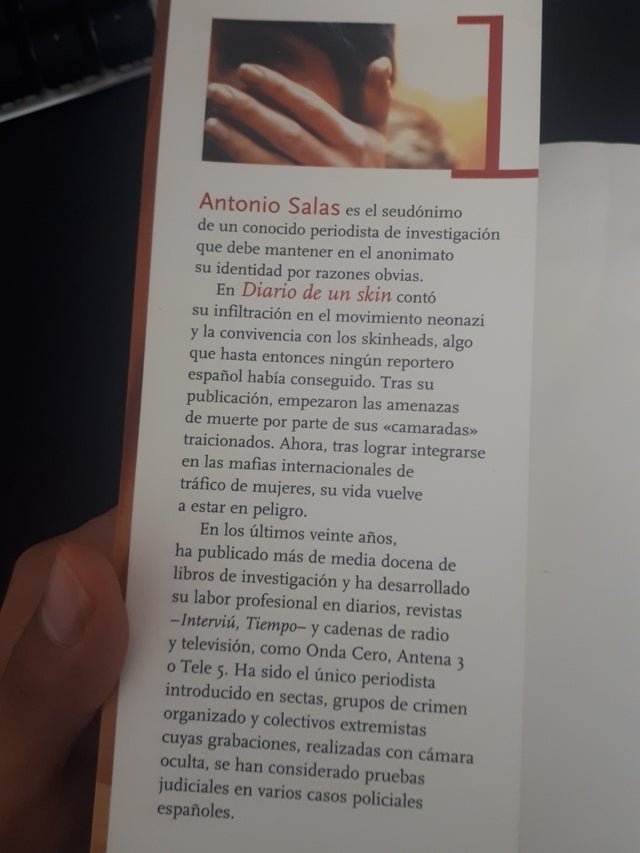 1
Antonio Salas es el seudónimo
de un conocido periodista de investigación
que debe mantener en el anonimato
su identidad por razones obvias.
En Diario de un skin contó
su infiltración en el movimiento neonazi
y la convivencia con los skinheads, algo
que hasta entonces ningún reportero
español había conseguido. Tras su
publicación, empezaron las amenazas
de muerte por parte de sus «camaradas»
traicionados. Ahora, tras lograr integrarse
en las mafias internacionales de
tráfico de mujeres, su vida vuelve
a estar en peligro.
En los últimos veinte años,
ha publicado más de media docena de
libros de investigación y ha desarrollado
su labor profesional en diarios, revistas
–Interviú, Tiempo– y cadenas de radio
y televisión, como Onda Cero, Antena 3
o Tele 5. Ha sido el único periodista
introducido en sectas, grupos de crimen
organizado y colectivos extremistas
cuyas grabaciones, realizadas con cámara
oculta, se han considerado pruebas
judiciales en varios casos policiales
españoles.